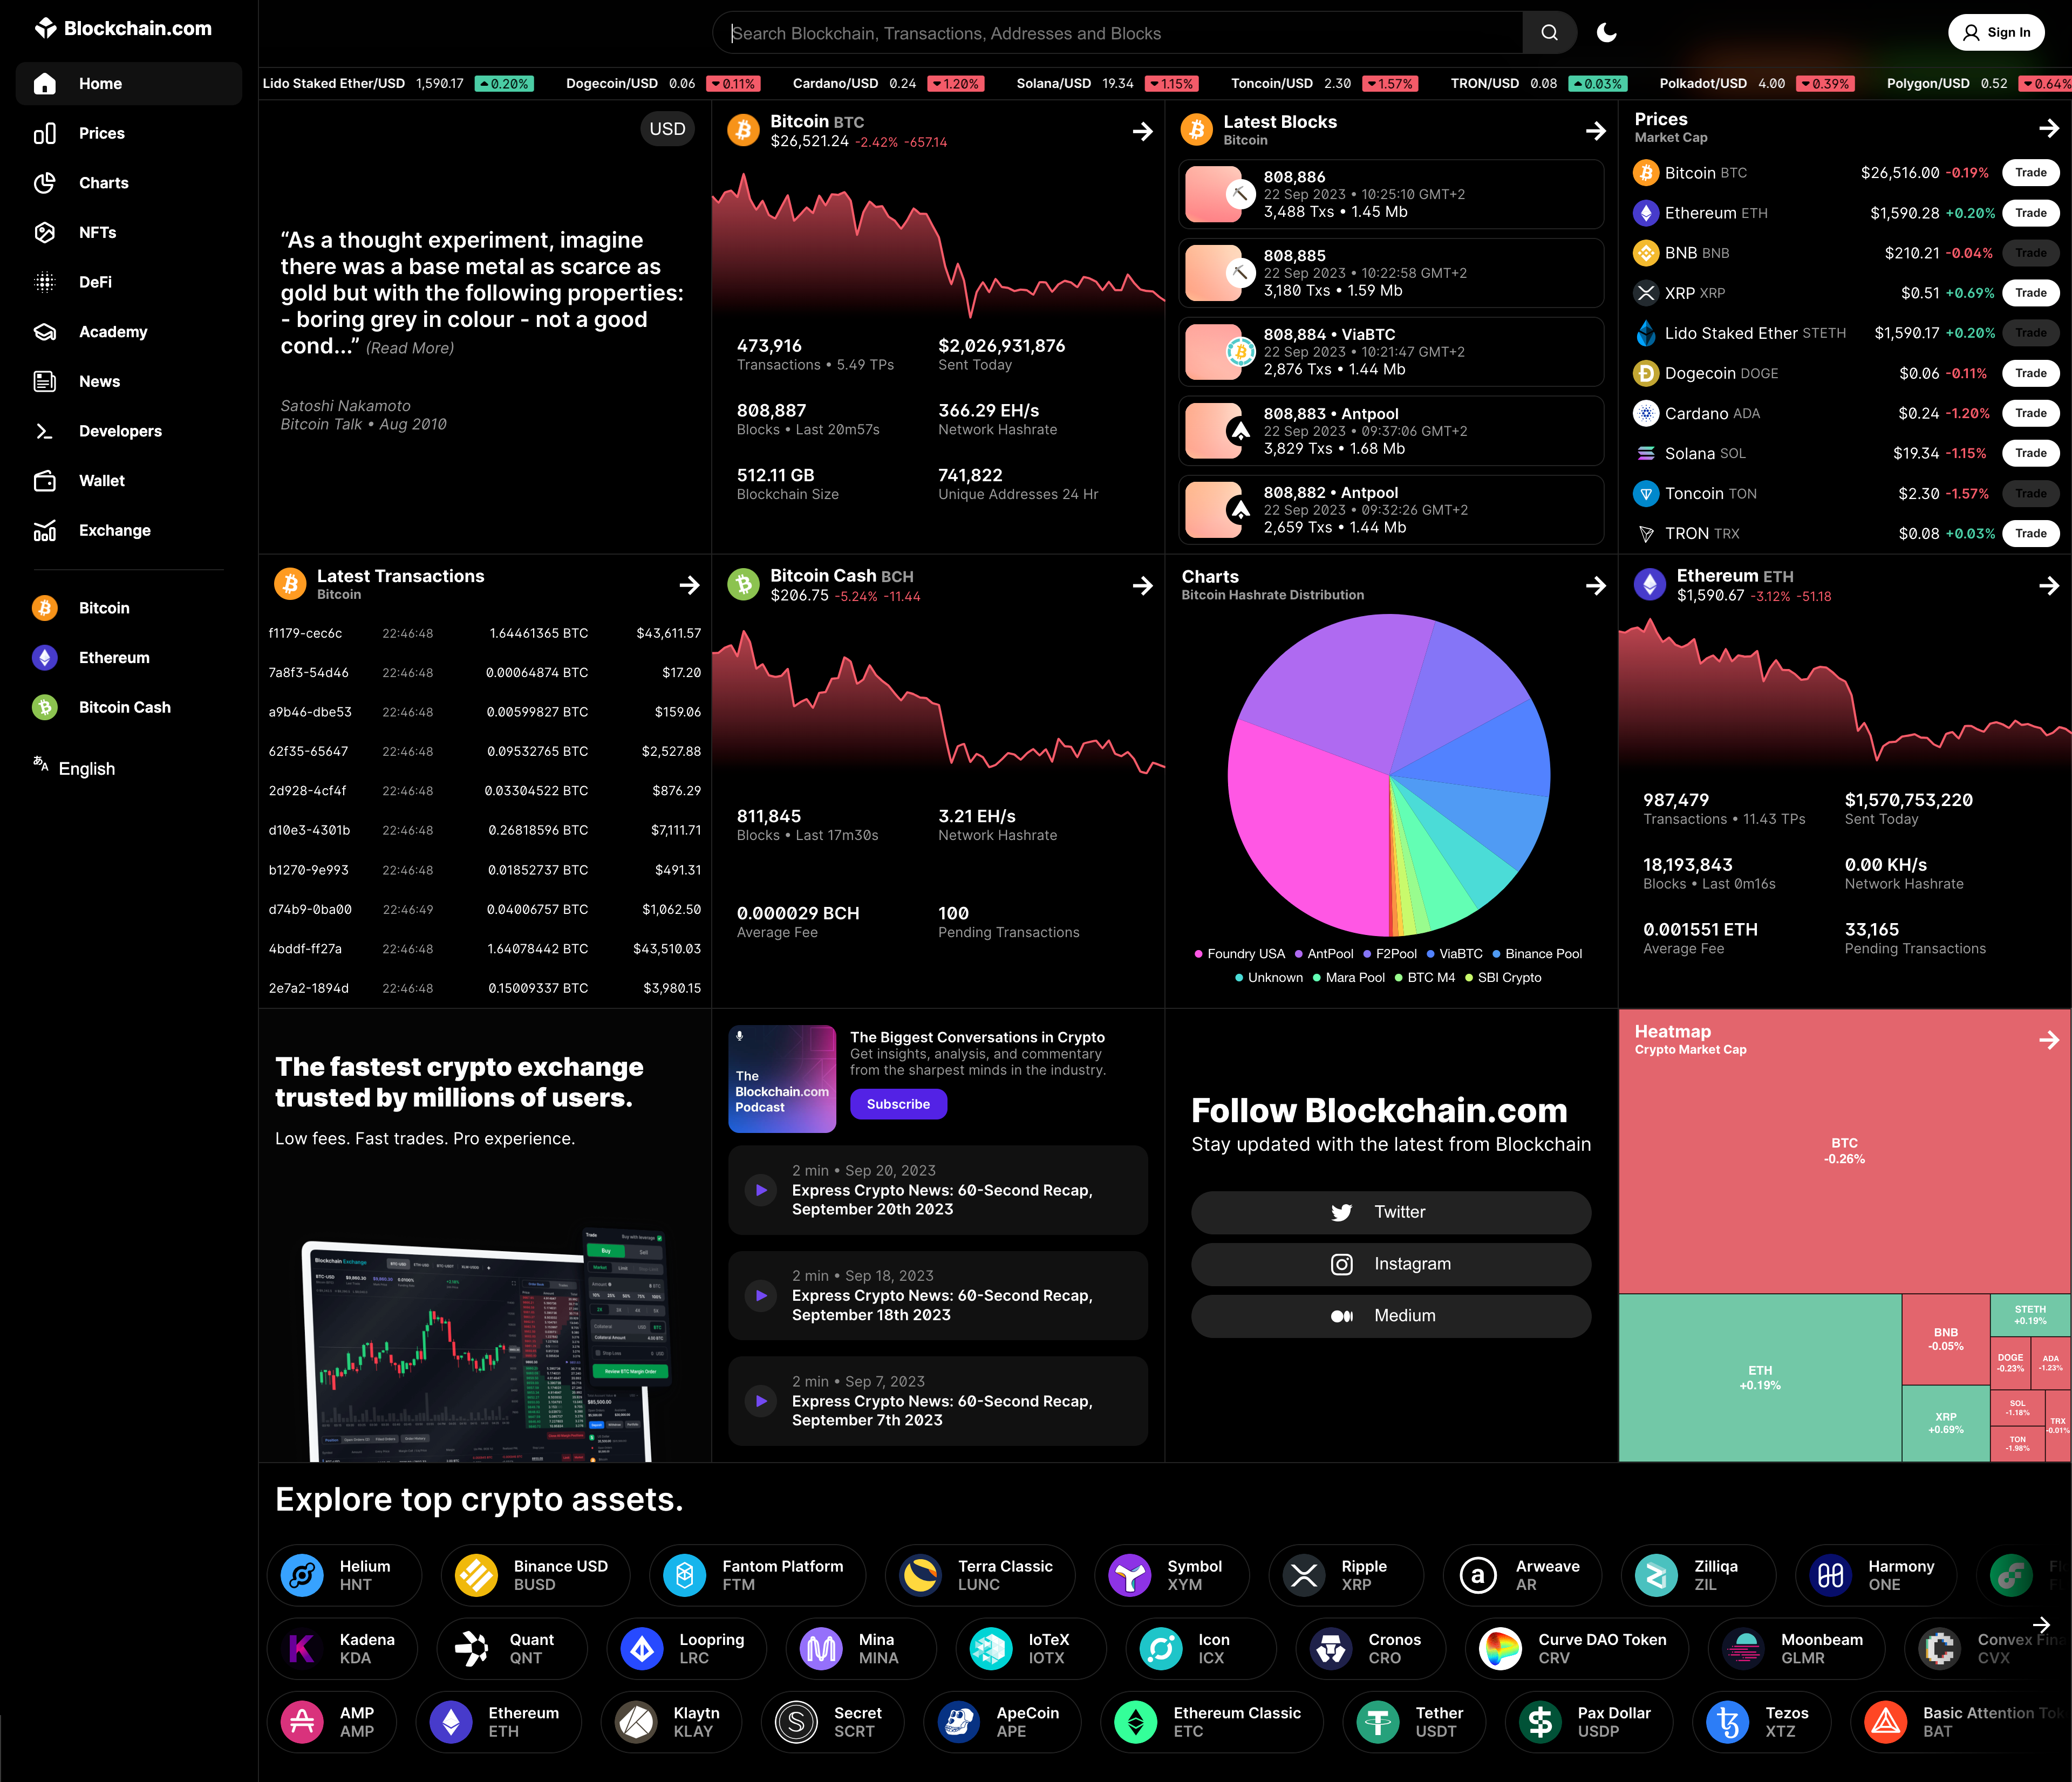 Blockchain.com
Search Blockchain, Transactions, Addresses and Blocks
Sign In
Home
Prices
Charts
NFTs
DeFi
Academy
News
Developers
Wallet
Exchange
Bitcoin
Ethereum
Bitcoin Cash
English
Lido Staked Ether/USD 1,590.17 0.20% Dogecoin/USD 0.06 0.11% Cardano/USD 0.24 1.20% Solana/USD 19.34 1.15% Toncoin/USD 2.30 1.57% TRON/USD 0.08 0.03% Polkadot/USD 4.00 0.39% Polygon/USD 0.52 0.64%
USD
“As a thought experiment, imagine
there was a base metal as scarce as
gold but with the following properties:
- boring grey in colour - not a good
cond...” (Read More)
Satoshi Nakamoto
Bitcoin Talk • Aug 2010
Bitcoin BTC
$26,521.24 -2.42% -657.14
473,916
Transactions • 5.49 TPs
$2,026,931,876
Sent Today
808,887
Blocks • Last 20m57s
366.29 EH/s
Network Hashrate
512.11 GB
Blockchain Size
741,822
Unique Addresses 24 Hr
Latest Blocks
Bitcoin
808,886
22 Sep 2023 • 10:25:10 GMT+2
3,488 Txs • 1.45 Mb
808,885
22 Sep 2023 • 10:22:58 GMT+2
3,180 Txs • 1.59 Mb
808,884 • ViaBTC
22 Sep 2023 • 10:21:47 GMT+2
2,876 Txs • 1.44 Mb
808,883 • Antpool
22 Sep 2023 • 09:37:06 GMT+2
3,829 Txs • 1.68 Mb
808,882 • Antpool
22 Sep 2023 • 09:32:26 GMT+2
2,659 Txs • 1.44 Mb
Prices
Market Cap
Bitcoin BTC $26,516.00 -0.19% Trade
Ethereum ETH $1,590.28 +0.20% Trade
BNB BNB $210.21 -0.04% Trade
XRP XRP $0.51 +0.69% Trade
Lido Staked Ether STETH $1,590.17 +0.20% Trade
Dogecoin DOGE $0.06 -0.11% Trade
Cardano ADA $0.24 -1.20% Trade
Solana SOL $19.34 -1.15% Trade
Toncoin TON $2.30 -1.57% Trade
TRON TRX $0.08 +0.03% Trade
Latest Transactions
Bitcoin
f1179-cec6c 22:46:48 1.64461365 BTC $43,611.57
7a8f3-54d46 22:46:48 0.00064874 BTC $17.20
a9b46-dbe53 22:46:48 0.00599827 BTC $159.06
62f35-65647 22:46:48 0.09532765 BTC $2,527.88
2d928-4cf4f 22:46:48 0.03304522 BTC $876.29
d10e3-4301b 22:46:48 0.26818596 BTC $7,111.71
b1270-9e993 22:46:48 0.01852737 BTC $491.31
d74b9-0ba00 22:46:49 0.04006757 BTC $1,062.50
4bddf-ff27a 22:46:48 1.64078442 BTC $43,510.03
2e7a2-1894d 22:46:48 0.15009337 BTC $3,980.15
Bitcoin Cash BCH
$206.75 -5.24% -11.44
811,845
Blocks • Last 17m30s
3.21 EH/s
Network Hashrate
0.000029 BCH
Average Fee
100
Pending Transactions
Charts
Bitcoin Hashrate Distribution
Foundry USA AntPool F2Pool ViaBTC Binance Pool
Unknown Mara Pool BTC M4 SBI Crypto
Ethereum ETH
$1,590.67 -3.12% -51.18
987,479
Transactions • 11.43 TPs
$1,570,753,220
Sent Today
18,193,843
Blocks • Last 0m16s
0.00 KH/s
Network Hashrate
0.001551 ETH
Average Fee
33,165
Pending Transactions
The fastest crypto exchange
trusted by millions of users.
Low fees. Fast trades. Pro experience.
Blockchain Exchange
Trade
Buy with leverage
Buy Sell
Review BTC Margin Order
The
Blockchain.com
Podcast
The Biggest Conversations in Crypto
Get insights, analysis, and commentary
from the sharpest minds in the industry.
Subscribe
2 min • Sep 20, 2023
Express Crypto News: 60-Second Recap,
September 20th 2023
2 min • Sep 18, 2023
Express Crypto News: 60-Second Recap,
September 18th 2023
2 min • Sep 7, 2023
Express Crypto News: 60-Second Recap,
September 7th 2023
Follow Blockchain.com
Stay updated with the latest from Blockchain
Twitter
Instagram
Medium
Heatmap
Crypto Market Cap
BTC
-0.26%
ETH
+0.19%
BNB
-0.05%
XRP
+0.69%
STETH
+0.19%
DOGE
-0.23%
ADA
-1.23%
SOL
-1.18%
TON
-1.98%
TRX
-0.01%
Explore top crypto assets.
Helium
HNT
Binance USD
BUSD
Fantom Platform
FTM
Terra Classic
LUNC
Symbol
XYM
Ripple
XRP
Arweave
AR
Zilliqa
ZIL
Harmony
ONE
Kadena
KDA
Quant
QNT
Loopring
LRC
Mina
MINA
IoTeX
IOTX
Icon
ICX
Cronos
CRO
Curve DAO Token
CRV
Moonbeam
GLMR
Convex Fin
CVX
AMP
AMP
Ethereum
ETH
Klaytn
KLAY
Secret
SCRT
ApeCoin
APE
Ethereum Classic
ETC
Tether
USDT
Pax Dollar
USDP
Tezos
XTZ
Basic Attention Tok
BAT